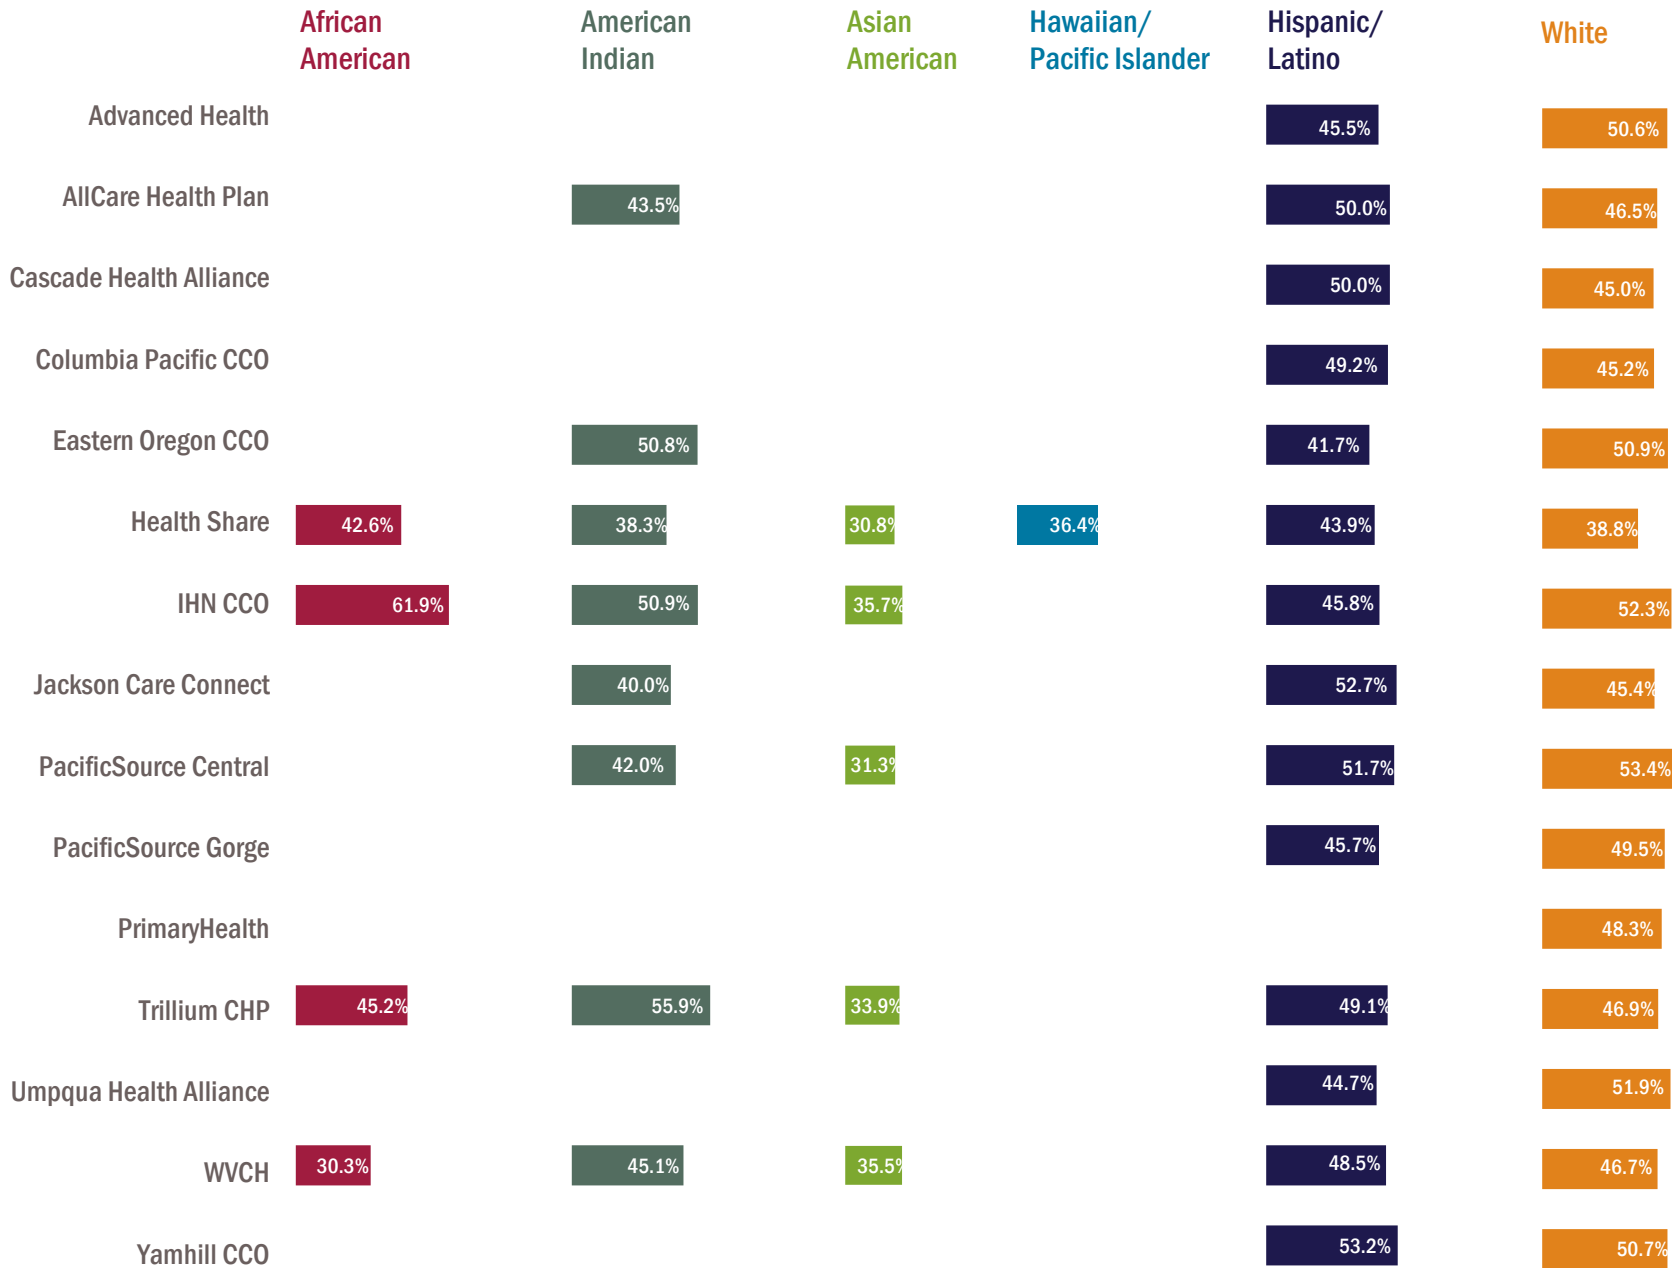 African American
American Indian
Asian American
Hawaiian/ Pacific Islander
Hispanic/ Latino
White
Advanced Health 45.5% 50.6%
AllCare Health Plan 43.5% 50.0% 46.5%
Cascade Health Alliance 50.0% 45.0%
Columbia Pacific CCO 49.2% 45.2%
Eastern Oregon CCO 50.8% 41.7% 50.9%
Health Share 42.6% 38.3% 30.8% 36.4% 43.9% 38.8%
IHN CCO 61.9% 50.9% 35.7% 45.8% 52.3%
Jackson Care Connect 40.0% 52.7% 45.4%
PacificSource Central 42.0% 31.3% 51.7% 53.4%
PacificSource Gorge 45.7% 49.5%
PrimaryHealth 48.3%
Trillium CHP 45.2% 55.9% 33.9% 49.1% 46.9%
Umpqua Health Alliance 44.7% 51.9%
WVCH 30.3% 45.1% 35.5% 48.5% 46.7%
Yamhill CCO 53.2% 50.7%